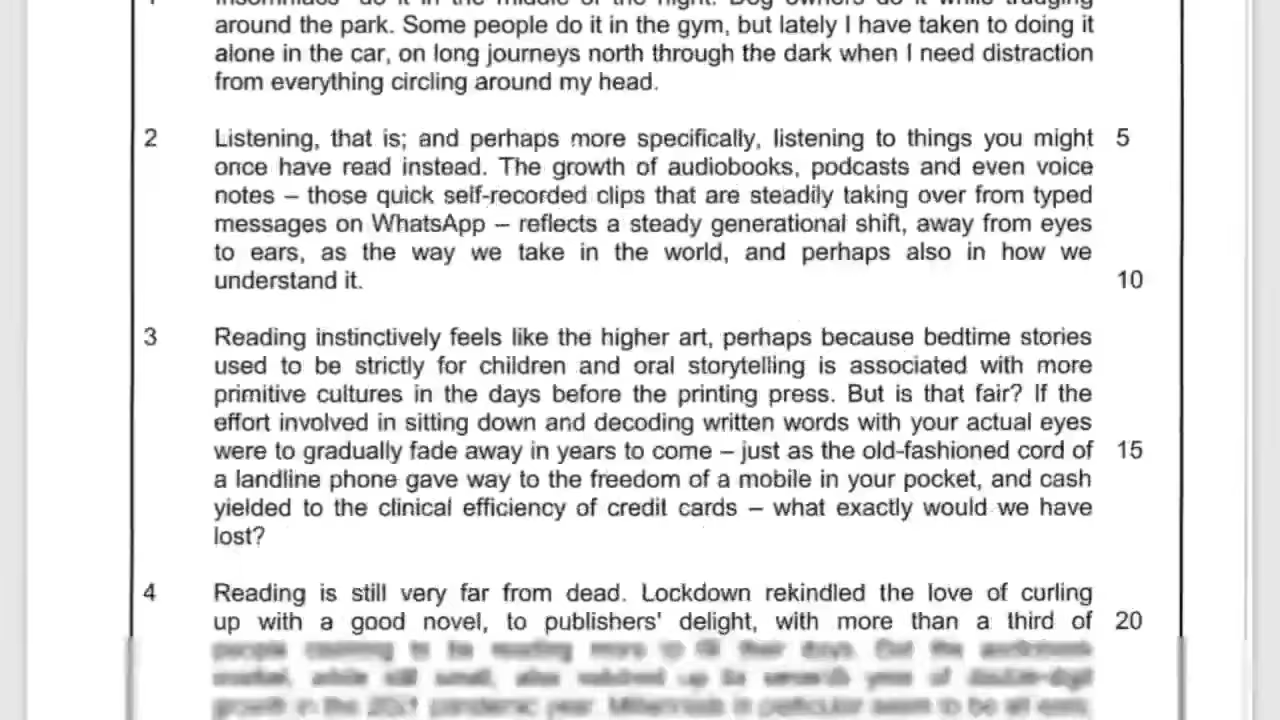 around the park. Some people do it in the gym, but lately I have taken to doing it
alone in the car, on long journeys north through the dark when I need distraction
from everything circling around my head.
2 Listening, that is; and perhaps more specifically, listening to things you might 5
once have read instead. The growth of audiobooks, podcasts and even voice
notes – those quick self-recorded clips that are steadily taking over from typed
messages on WhatsApp – reflects a steady generational shift, away from eyes
to ears, as the way we take in the world, and perhaps also in how we
understand it. 10
3 Reading instinctively feels like the higher art, perhaps because bedtime stories
used to be strictly for children and oral storytelling is associated with more
primitive cultures in the days before the printing press. But is that fair? If the
effort involved in sitting down and decoding written words with your actual eyes
were to gradually fade away in years to come – just as the old-fashioned cord of 15
a landline phone gave way to the freedom of a mobile in your pocket, and cash
yielded to the clinical efficiency of credit cards – what exactly would we have
lost?
4 Reading is still very far from dead. Lockdown rekindled the love of curling
up with a good novel, to publishers' delight, with more than a third of 20